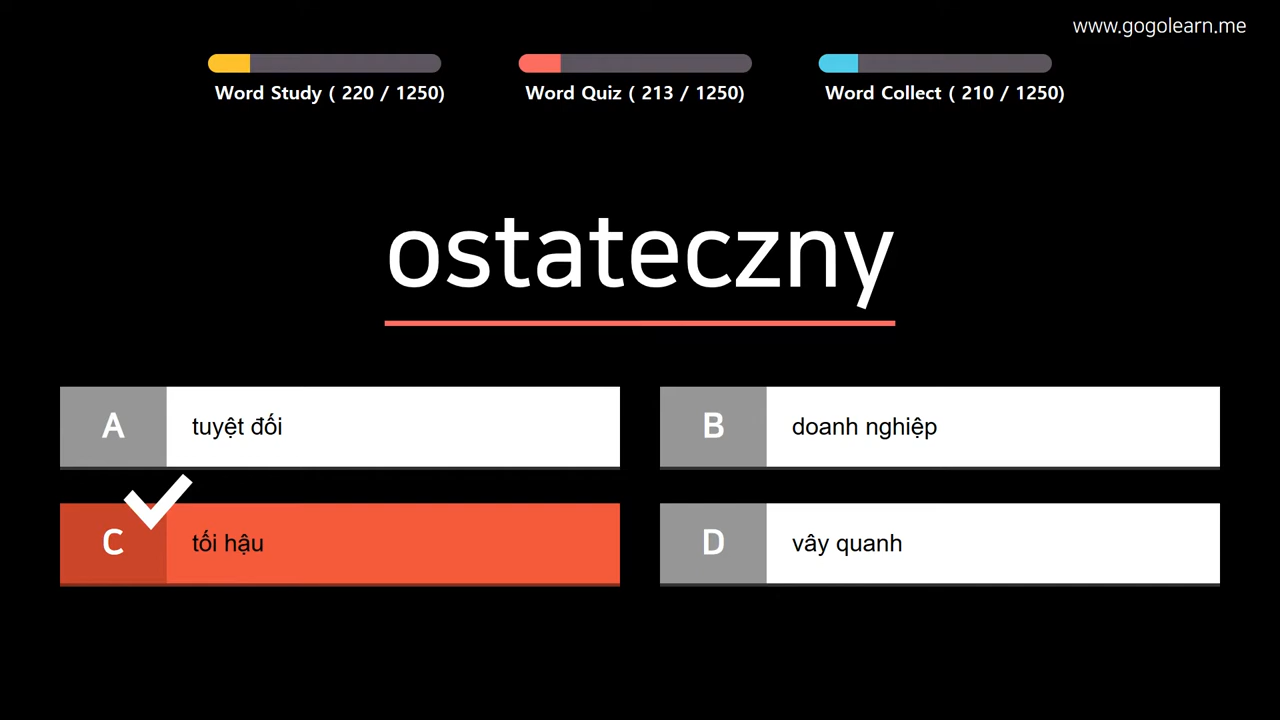 www.gogolearn.me
Word Study ( 220 / 1250)
Word Quiz ( 213 / 1250)
Word Collect ( 210 / 1250)
ostateczny
A tuyệt đối
B doanh nghiệp
C tối hậu
D vây quanh